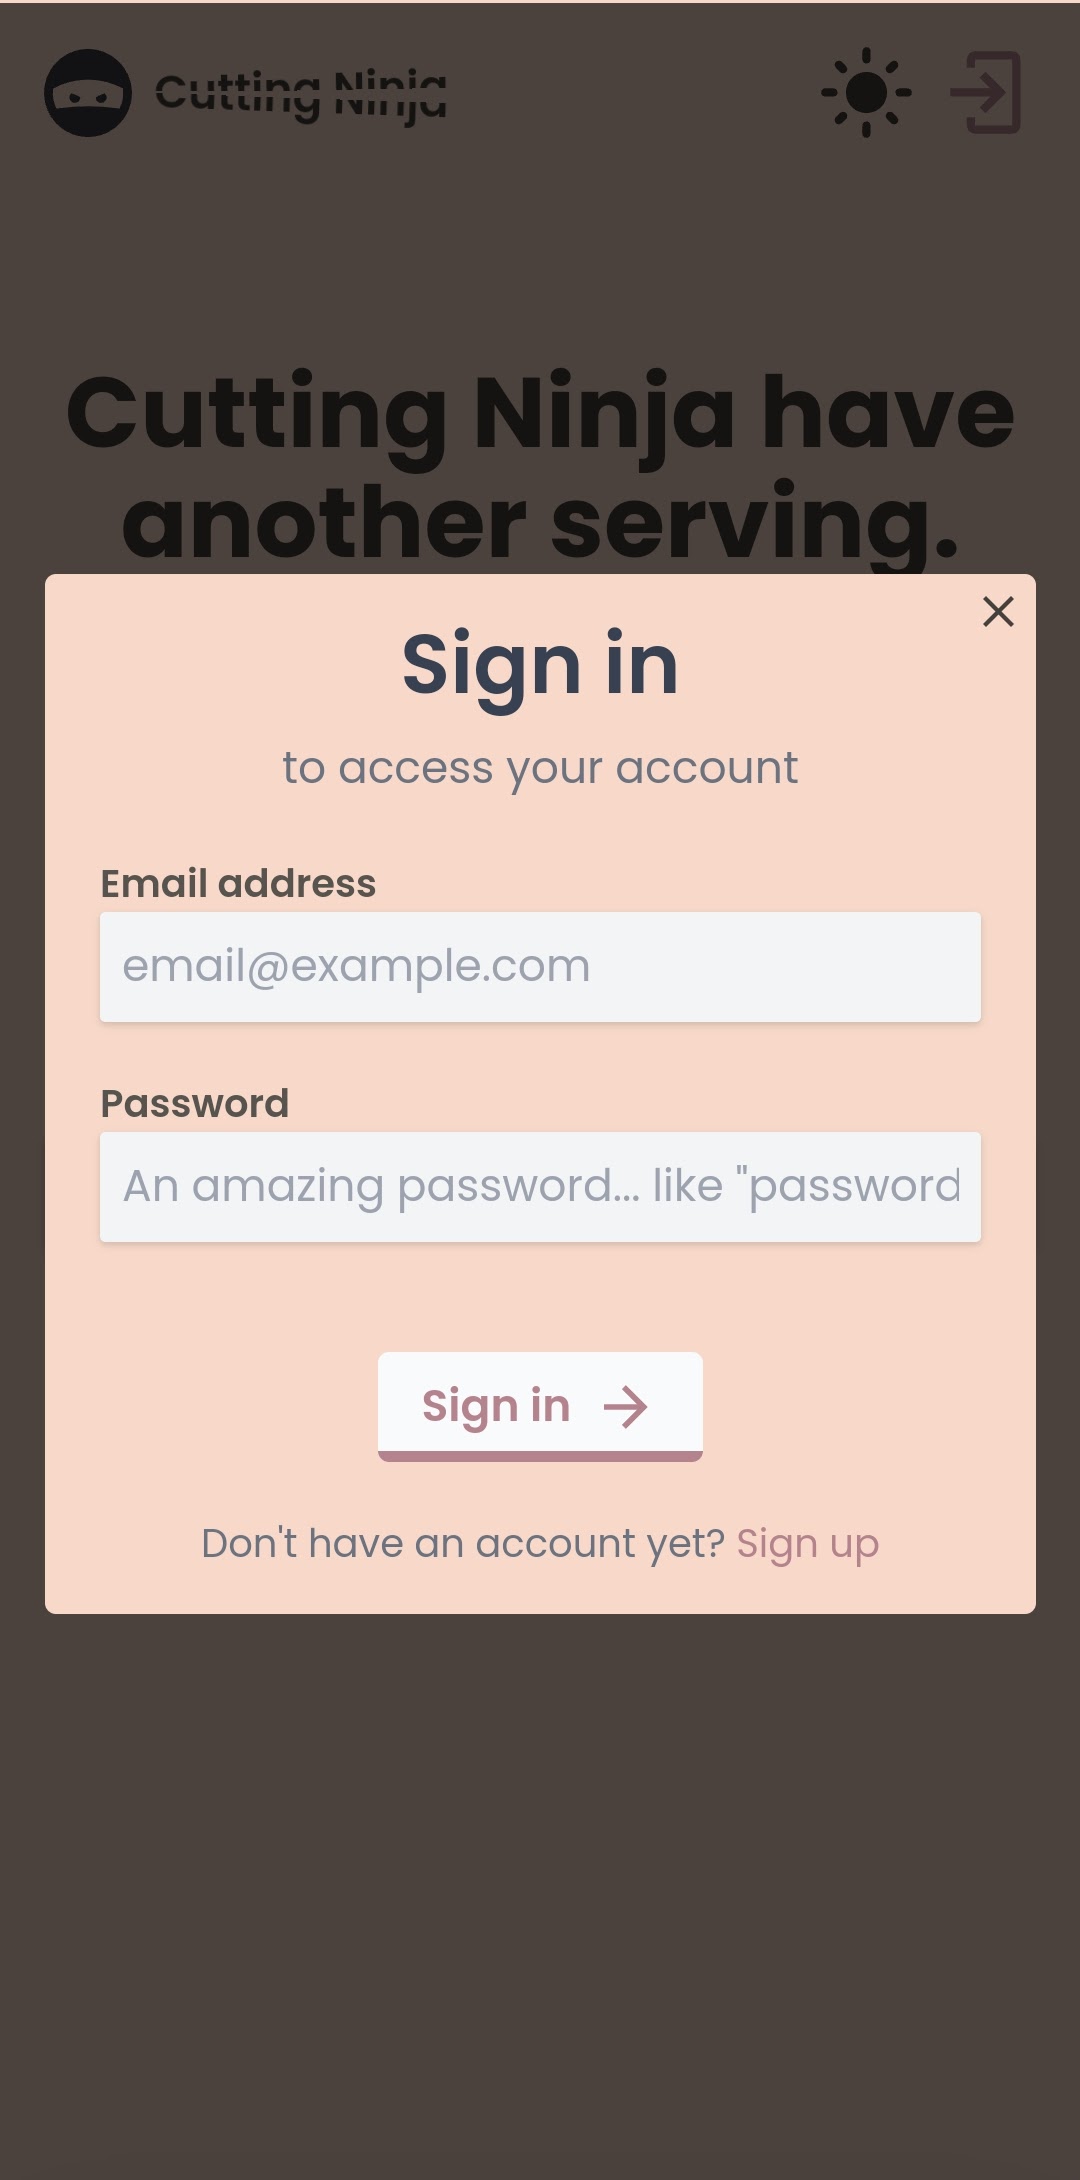 Cutting Ninja
Cutting Ninja have
another serving.
Sign in
to access your account
Email address
email@example.com
Password
An amazing password... like "password
Sign in
Don't have an account yet? Sign up